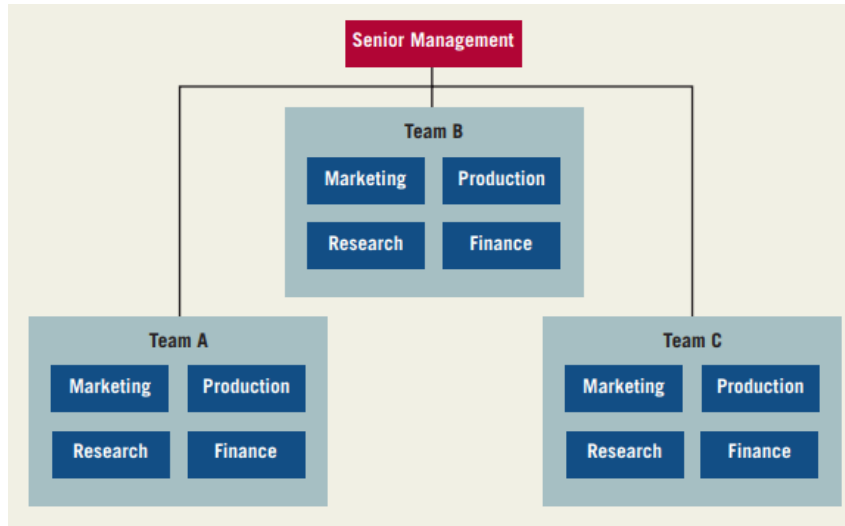 Senior Management
Team B
Marketing
Production
Research
Finance
Team A
Marketing
Production
Research
Finance
Team C
Marketing
Production
Research
Finance